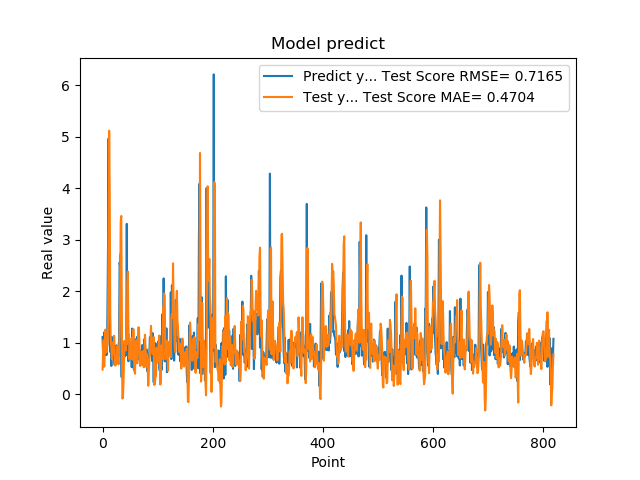 Model predict
Predict y... Test Score RMSE= 0.7165
Test y... Test Score MAE= 0.4704
Real value
6
5
4
3
2
1
0
0 200 400 600 800
Point